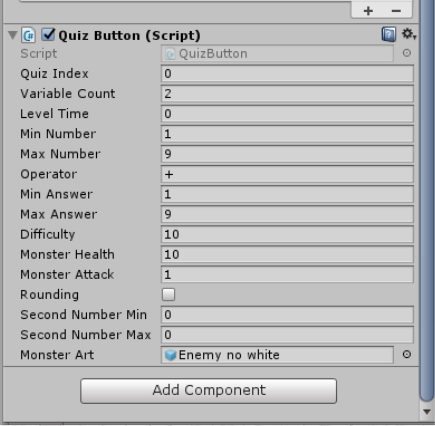 + −
Quiz Button (Script)
Script QuizButton
Quiz Index 0
Variable Count 2
Level Time 0
Min Number 1
Max Number 9
Operator +
Min Answer 1
Max Answer 9
Difficulty 10
Monster Health 10
Monster Attack 1
Rounding
Second Number Min 0
Second Number Max 0
Monster Art Enemy no white
Add Component